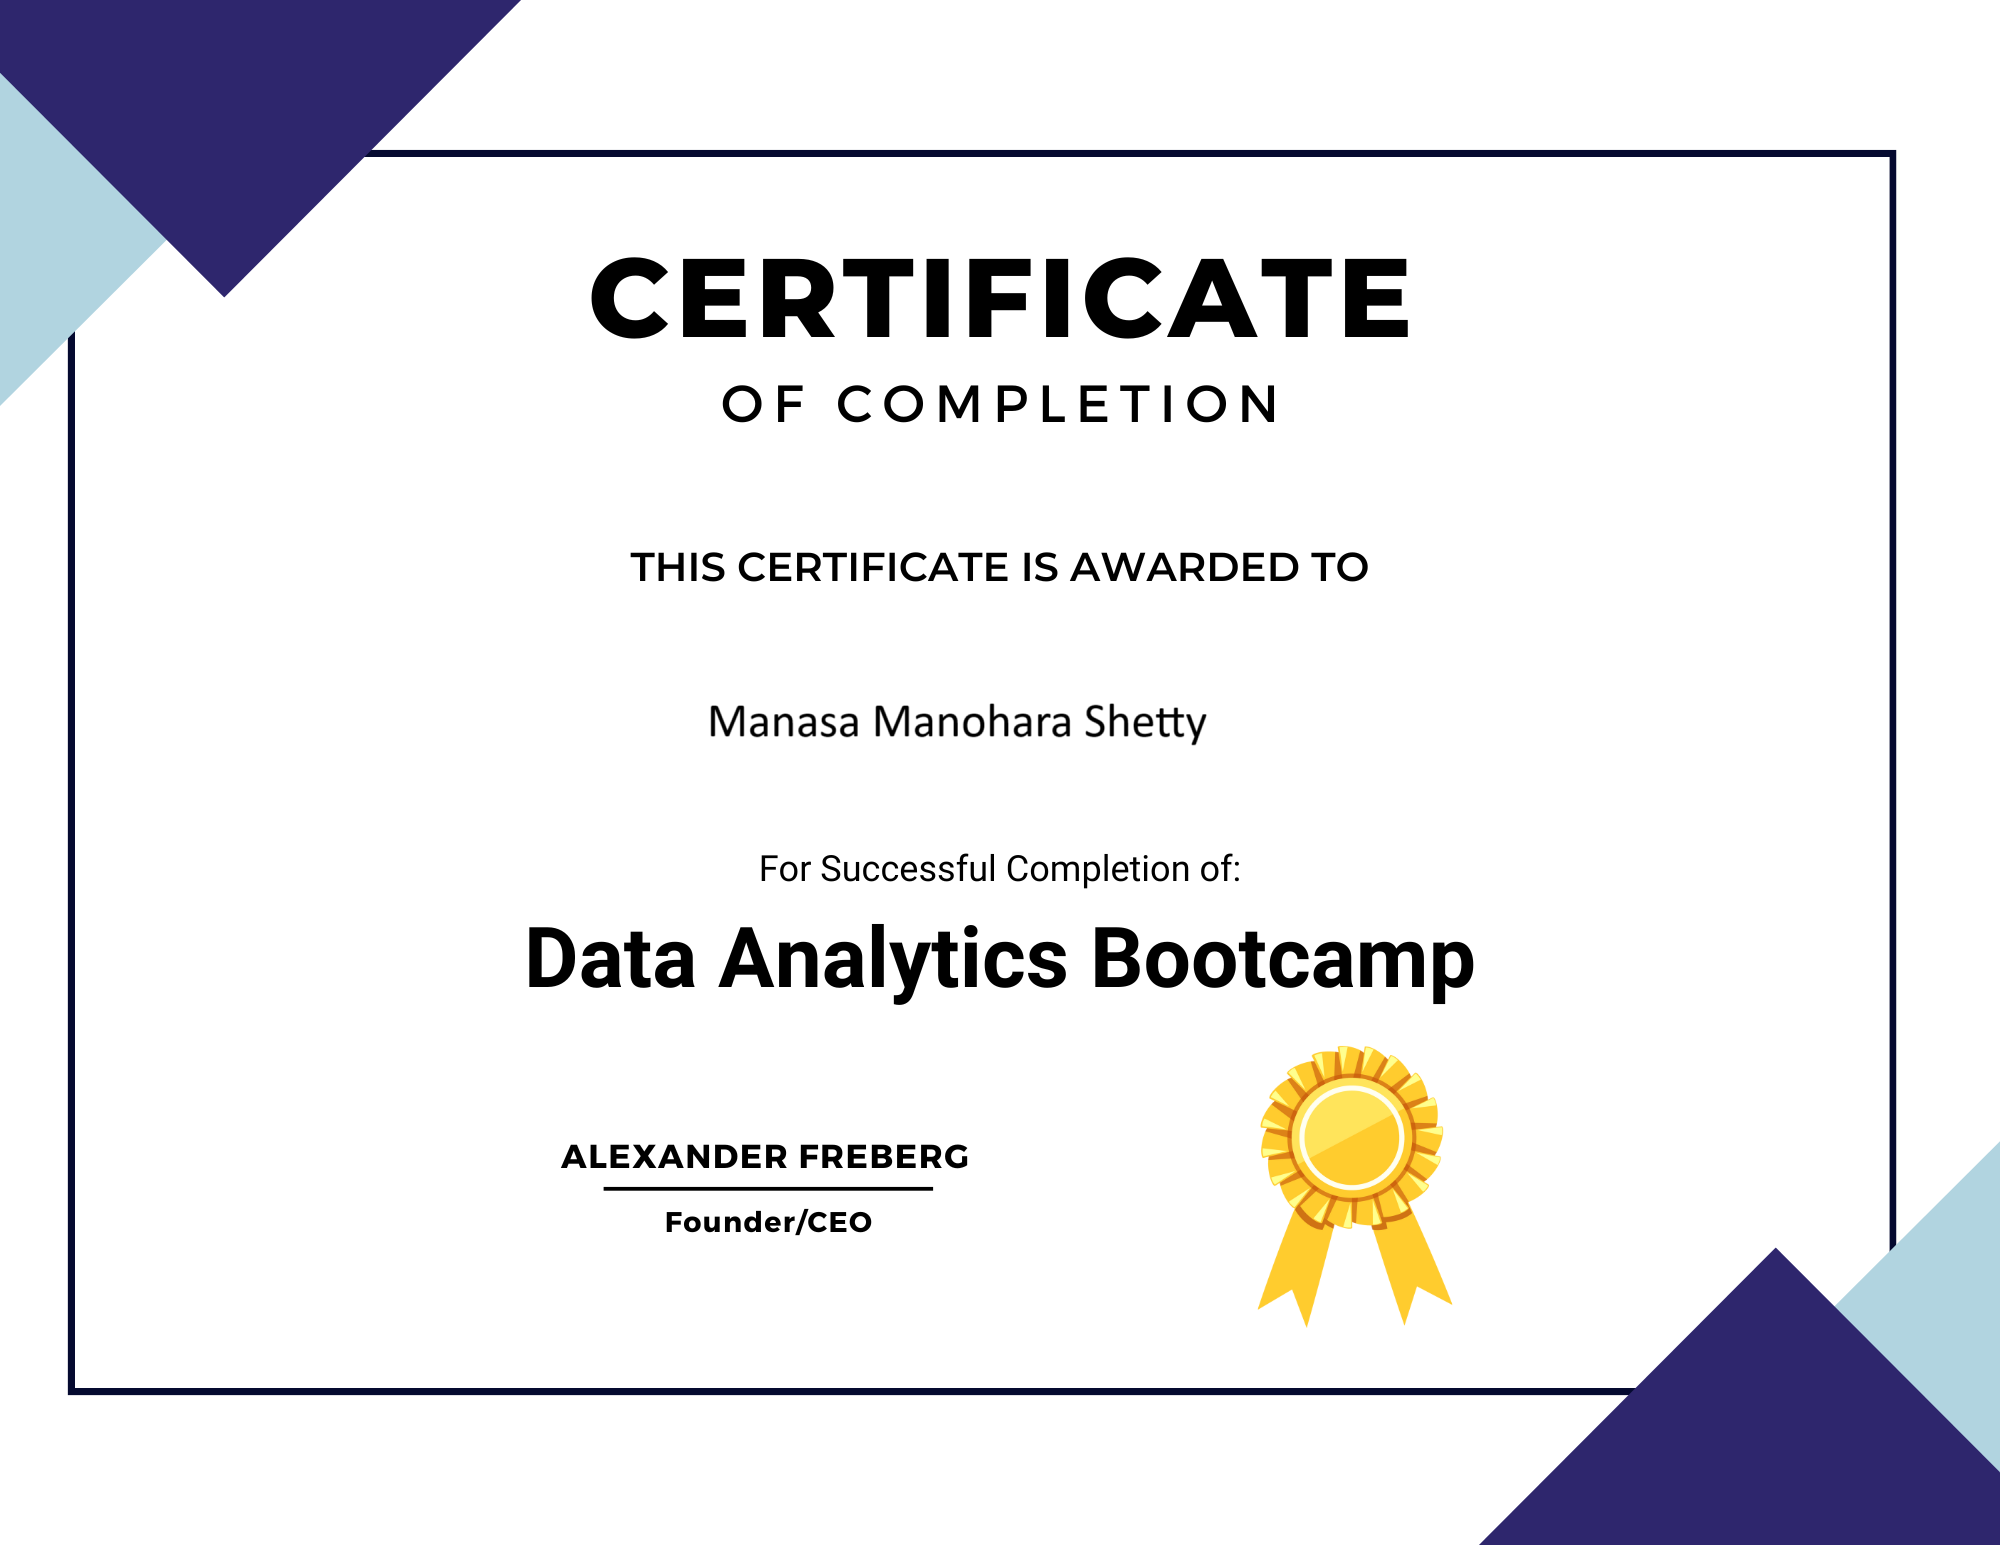 CERTIFICATE
OF COMPLETION
THIS CERTIFICATE IS AWARDED TO
Manasa Manohara Shetty
For Successful Completion of:
Data Analytics Bootcamp
ALEXANDER FREBERG
Founder/CEO